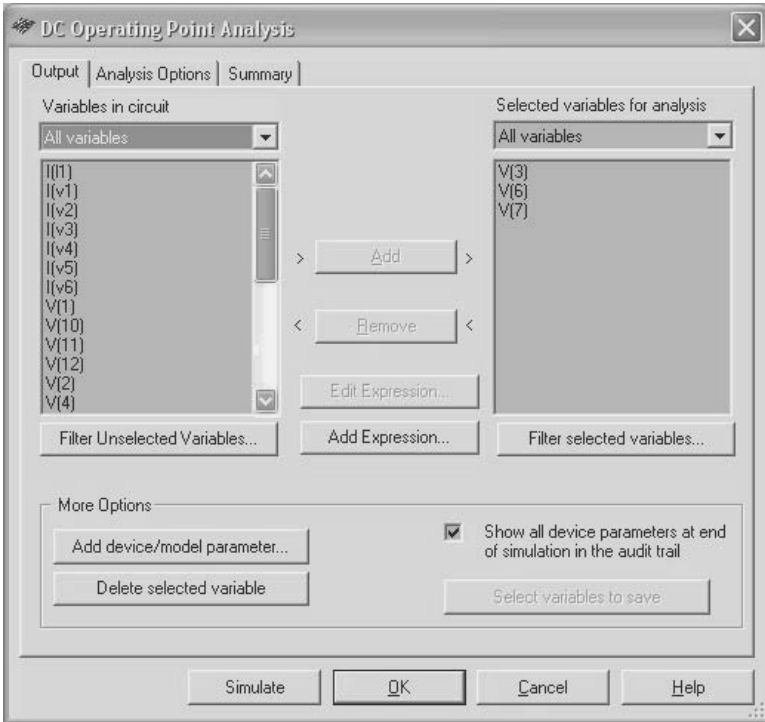 DC Operating Point Analysis
Output
Analysis Options
Summary
Variables in circuit
All variables
I(l1)
I(v1)
I(v2)
I(v3)
I(v4)
I(v5)
I(v6)
V(1)
V(10)
V(11)
V(12)
V(2)
V(4)
Filter Unselected Variables...
> Add >
< Remove <
Edit Expression...
Add Expression...
Selected variables for analysis
All variables
V(3)
V(6)
V(7)
Filter selected variables...
More Options
Add device/model parameter...
Delete selected variable
Show all device parameters at end
of simulation in the audit trail
Select variables to save
Simulate
OK
Cancel
Help